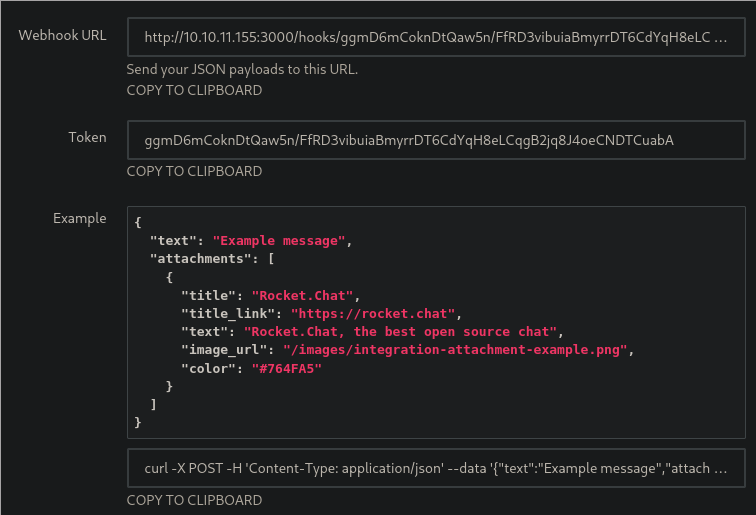 Webhook URL
http://10.10.11.155:3000/hooks/ggmD6mCoknDtQaw5n/FfRD3vibuiaBmyrrDT6CdYqH8eLC ...
Send your JSON payloads to this URL.
COPY TO CLIPBOARD
Token
ggmD6mCoknDtQaw5n/FfRD3vibuiaBmyrrDT6CdYqH8eLCqgB2jq8J4oeCNDTCuabA
COPY TO CLIPBOARD
Example
{
"text": "Example message",
"attachments": [
{
"title": "Rocket.Chat",
"title_link": "https://rocket.chat",
"text": "Rocket.Chat, the best open source chat",
"image_url": "/images/integration-attachment-example.png",
"color": "#764FA5"
}
]
}
curl -X POST -H 'Content-Type: application/json' --data '{"text":"Example message","attach ...
COPY TO CLIPBOARD